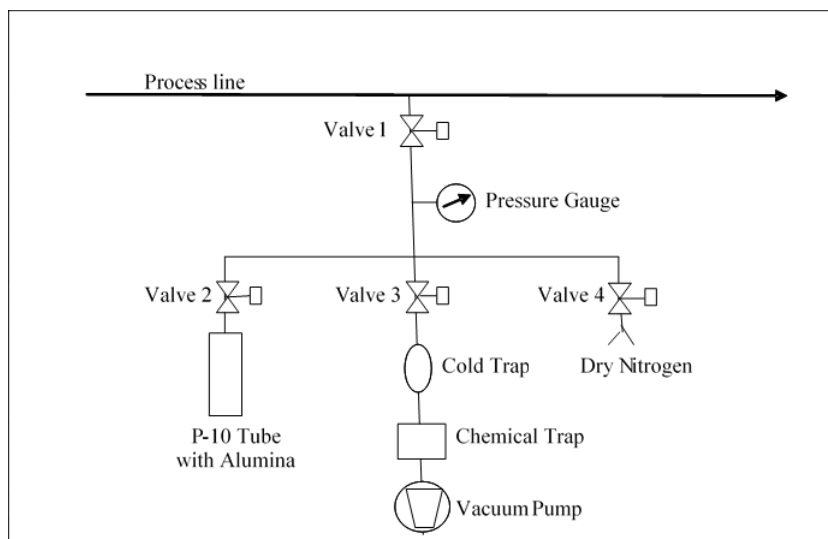 Process line
Valve 1
Pressure Gauge
Valve 2
Valve 3
Valve 4
Cold Trap
Dry Nitrogen
P-10 Tube
with Alumina
Chemical Trap
Vacuum Pump